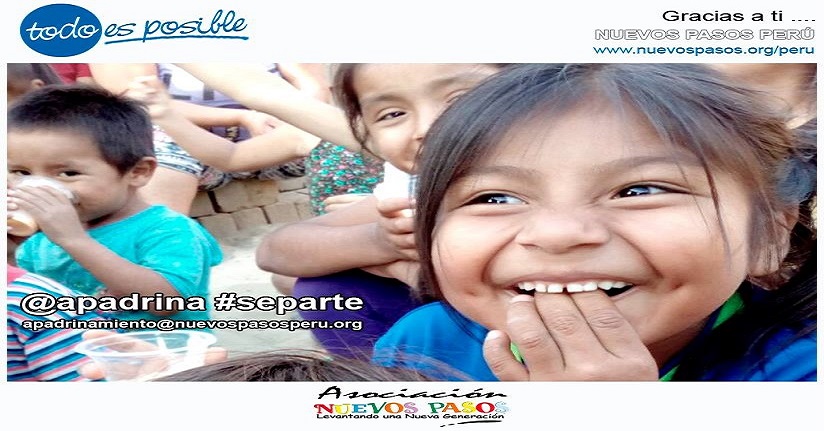 todo es posible
Gracias a ti ....
NUEVOS PASOS PERÚ
www.nuevospasos.org/peru
@apadrina #separte
apadrinamiento@nuevospasosperu.org
Asociación
NUEVOS PASOS
Levantando una Nueva Generación